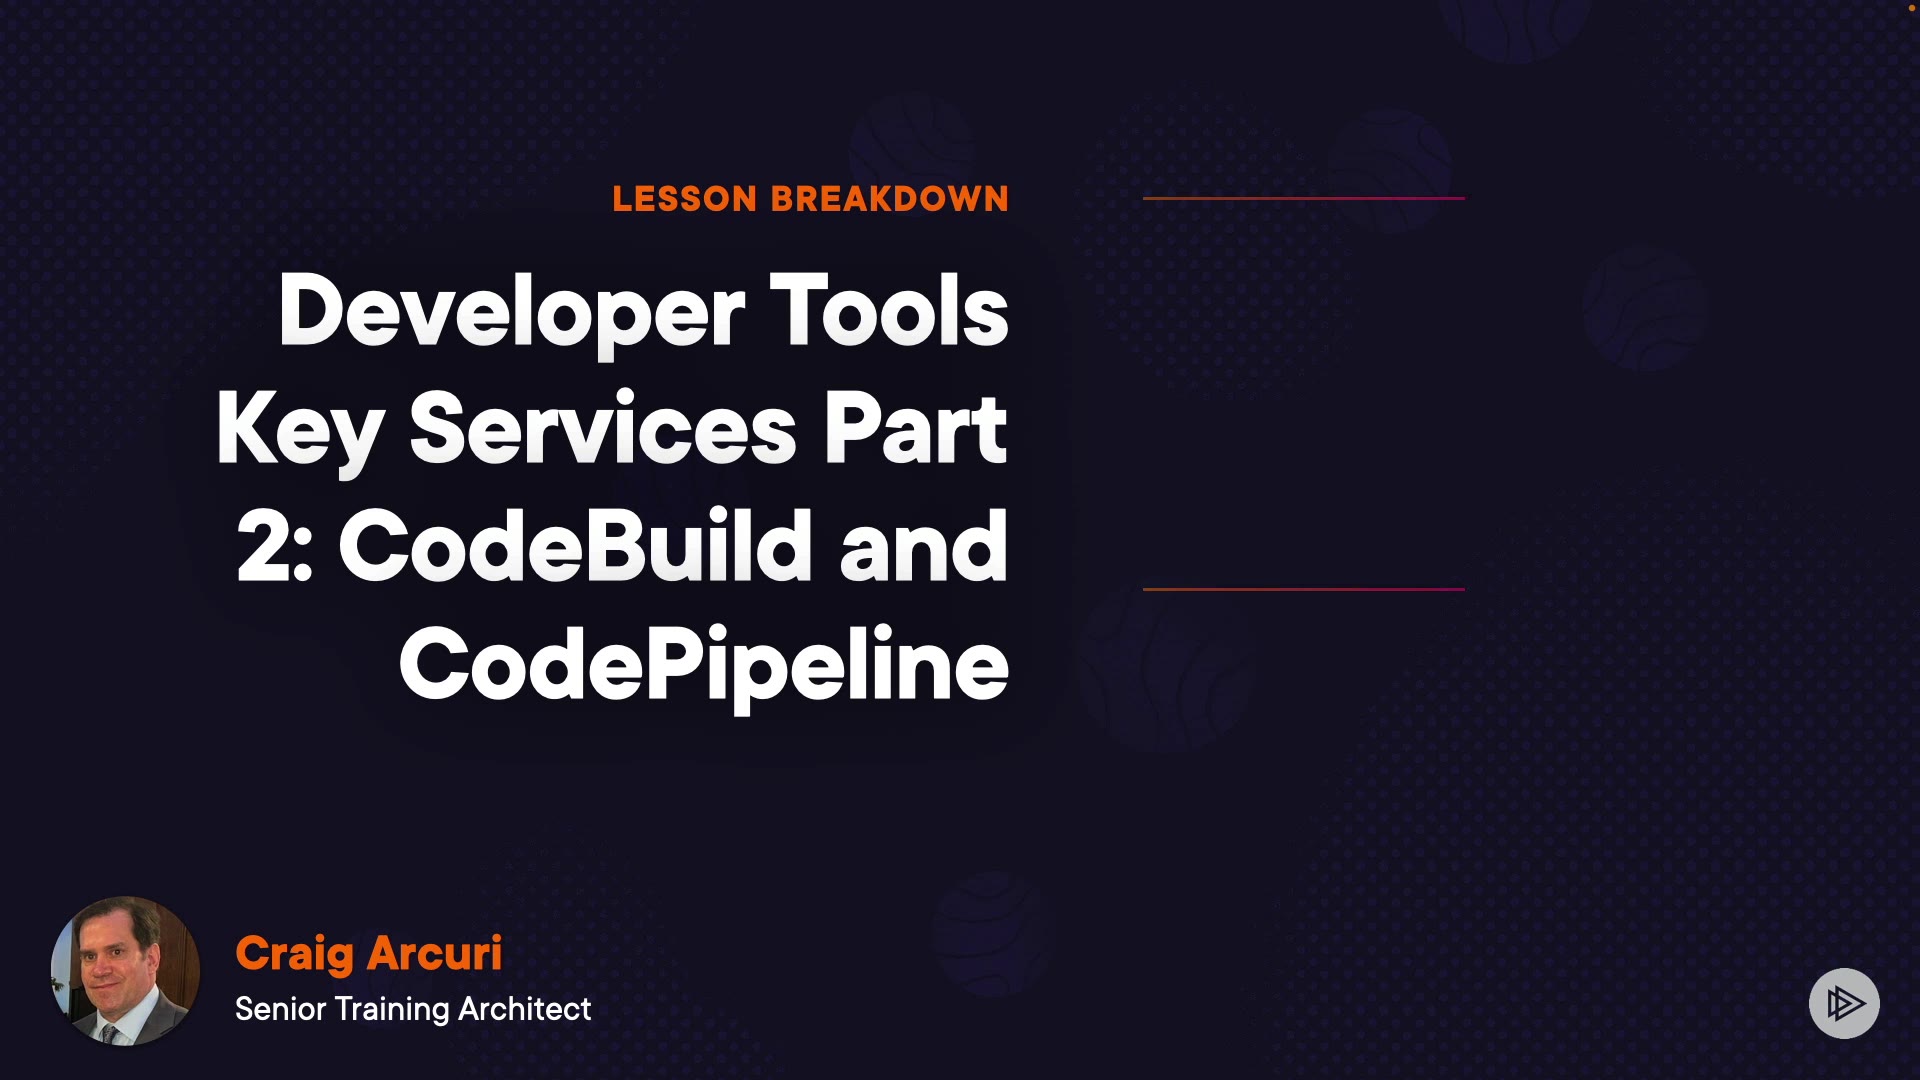 LESSON BREAKDOWN
Developer Tools
Key Services Part
2: CodeBuild and
CodePipeline
Craig Arcuri
Senior Training Architect